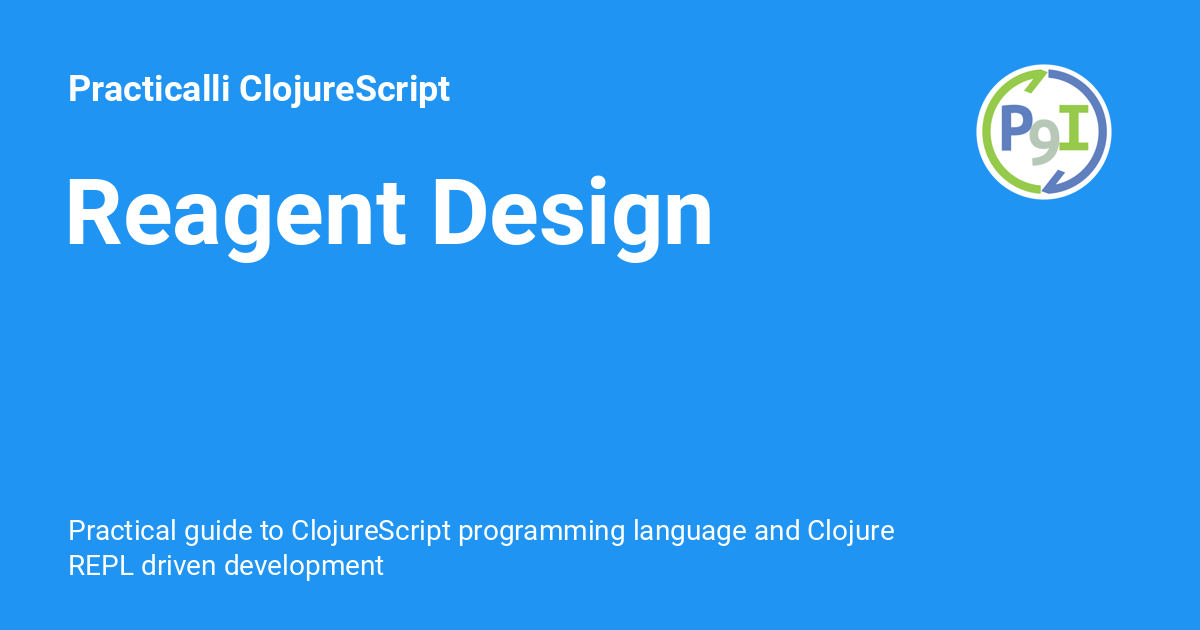 Practicalli ClojureScript
P9I
Reagent Design
Practical guide to ClojureScript programming language and Clojure
REPL driven development